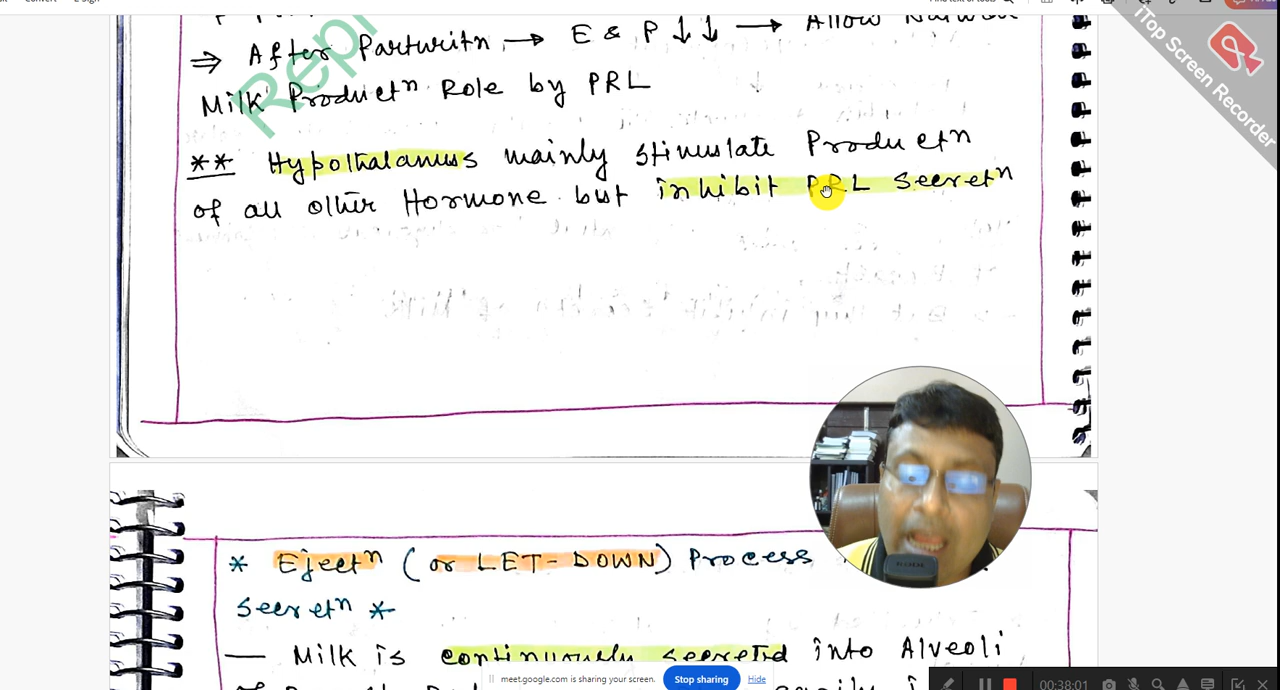 ⇒ After Parturitn → E & P ↓↓ → Allow
Milk Productn Role by PRL
** Hypothalamus mainly stimulate Productn
of all other Hormone but inhibit PRL Secretn
* Ejectn (or LET-DOWN) Process
Secretn *
— Milk is continuously secreted into Alveoli
iTop Screen Recorder
meet.google.com is sharing your screen.
Stop sharing
Hide
00:38:01